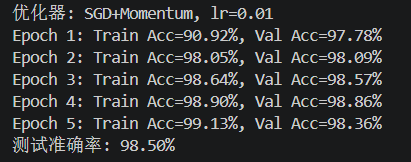 优化器: SGD+Momentum, lr=0.01
Epoch 1: Train Acc=90.92%, Val Acc=97.78%
Epoch 2: Train Acc=98.05%, Val Acc=98.09%
Epoch 3: Train Acc=98.64%, Val Acc=98.57%
Epoch 4: Train Acc=98.90%, Val Acc=98.86%
Epoch 5: Train Acc=99.13%, Val Acc=98.36%
测试准确率: 98.50%